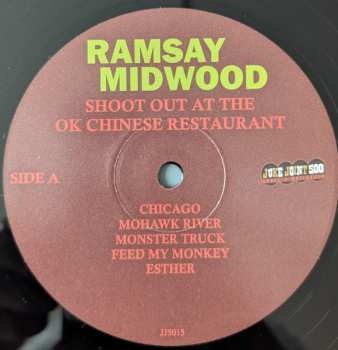 RAMSAY
MIDWOOD
SHOOT OUT AT THE
OK CHINESE RESTAURANT
SIDE A
JUKE JOINT 500
CHICAGO
MOHAWK RIVER
MONSTER TRUCK
FEED MY MONKEY
ESTHER
JJ5015